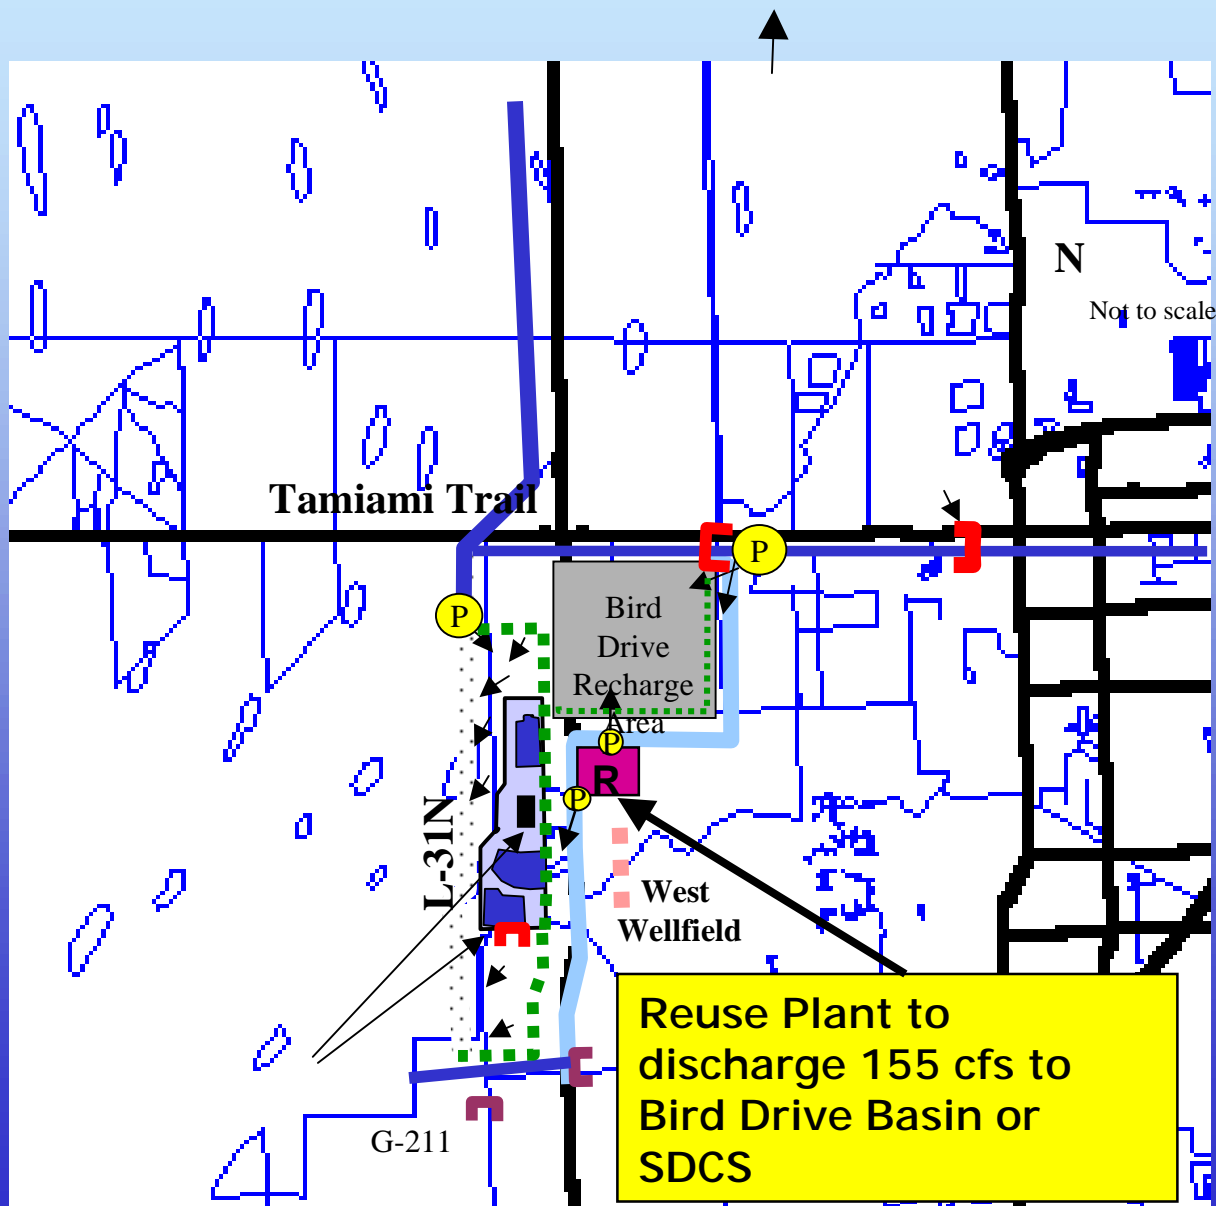 N
Not to scale
Tamiami Trail
P
P
Bird
Drive
Recharge
Area
P
R
P
L-31N
West
Wellfield
Reuse Plant to
discharge 155 cfs to
Bird Drive Basin or
SDCS
G-211